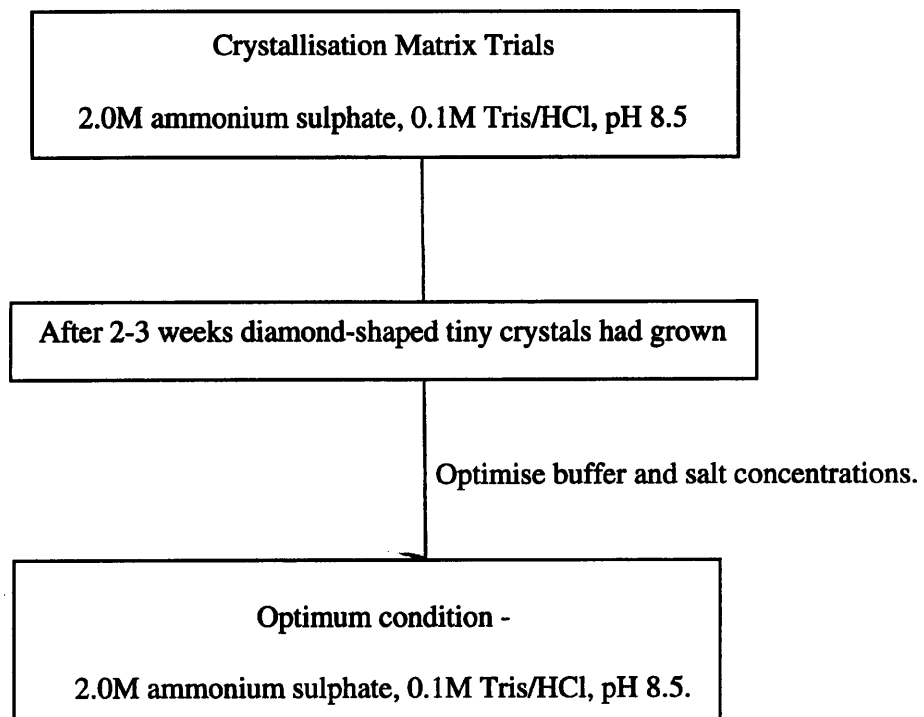 Crystallisation Matrix Trials
2.0M ammonium sulphate, 0.1M Tris/HCl, pH 8.5
After 2-3 weeks diamond-shaped tiny crystals had grown
Optimise buffer and salt concentrations.
Optimum condition -
2.0M ammonium sulphate, 0.1M Tris/HCl, pH 8.5.